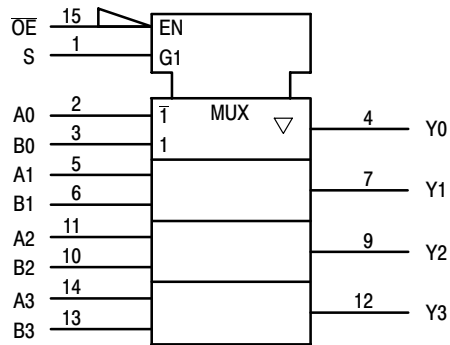 O̅E̅ 15 EN
S 1 G1
MUX
A0 2 1̅ ▽ 4 Y0
B0 3 1
A1 5 7 Y1
B1 6
A2 11 9 Y2
B2 10
A3 14 12 Y3
B3 13